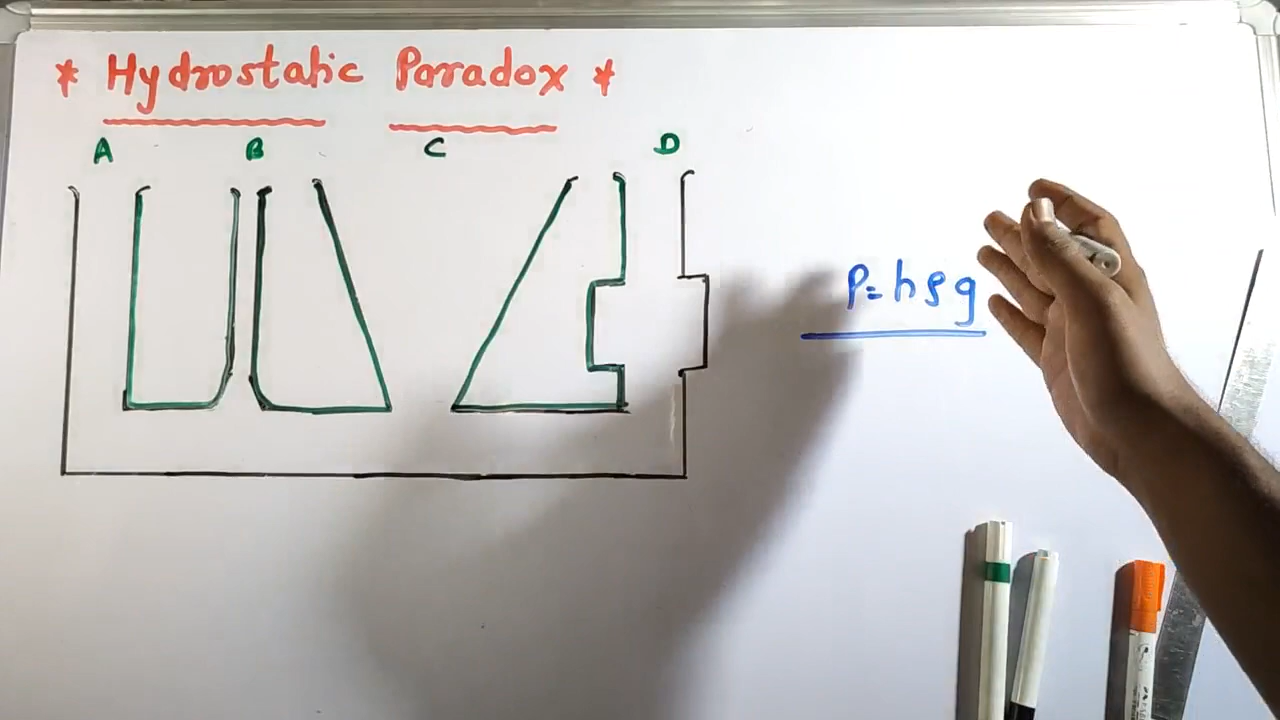 * Hydrostatic Paradox *
A B C D
P=hρg